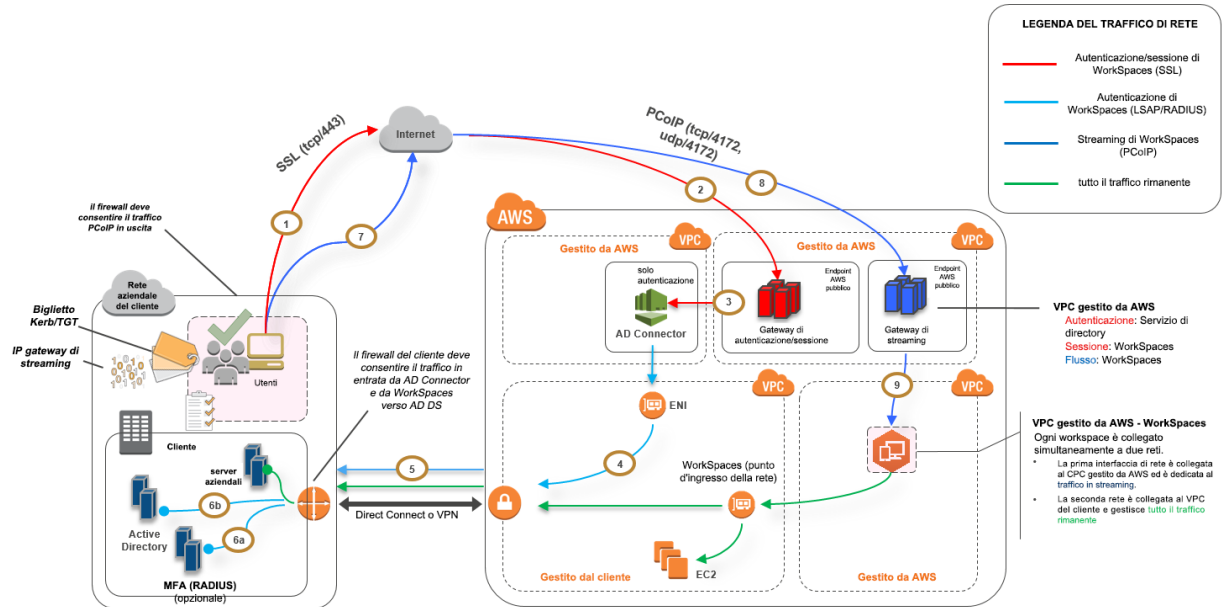 LEGENDA DEL TRAFFICO DI RETE
Autenticazione/sessione di
WorkSpaces (SSL)
Autenticazione di
WorkSpaces (LSAP/RADIUS)
Streaming di WorkSpaces
(PCoIP)
tutto il traffico rimanente
Internet
SSL (tcp/443)
PCoIP (tcp/4172,
udp/4172)
1
7
2
8
il firewall deve
consentire il traffico
PCoIP in uscita
Rete
aziendale
del cliente
Biglietto
Kerb/TGT
IP gateway di
streaming
Utenti
Il firewall del cliente deve
consentire il traffico in
entrata da AD Connector
e da WorkSpaces
verso AD DS
Cliente
server
aziendali
6b
Active
Directory
6a
MFA (RADIUS)
(opzionale)
5
Direct Connect o VPN
AWS
VPC
Gestito da AWS
solo
autenticazione
AD Connector
3
VPC
Gestito da AWS
Endpoint
AWS
pubblico
Gateway di
autenticazione/sessione
Endpoint
AWS
pubblico
Gateway di
streaming
VPC
ENI
4
WorkSpaces (punto
d'ingresso della rete)
EC2
Gestito dal cliente
VPC
9
Gestito da AWS
VPC gestito da AWS
Autenticazione: Servizio di
directory
Sessione: WorkSpaces
Flusso: WorkSpaces
VPC gestito da AWS - WorkSpaces
Ogni workspace è collegato
simultaneamente a due reti.
• La prima interfaccia di rete è collegata al
CPC gestito da AWS ed è dedicata al
traffico in streaming.
• La seconda rete è collegata al VPC
del cliente e gestisce tutto il traffico
rimanente